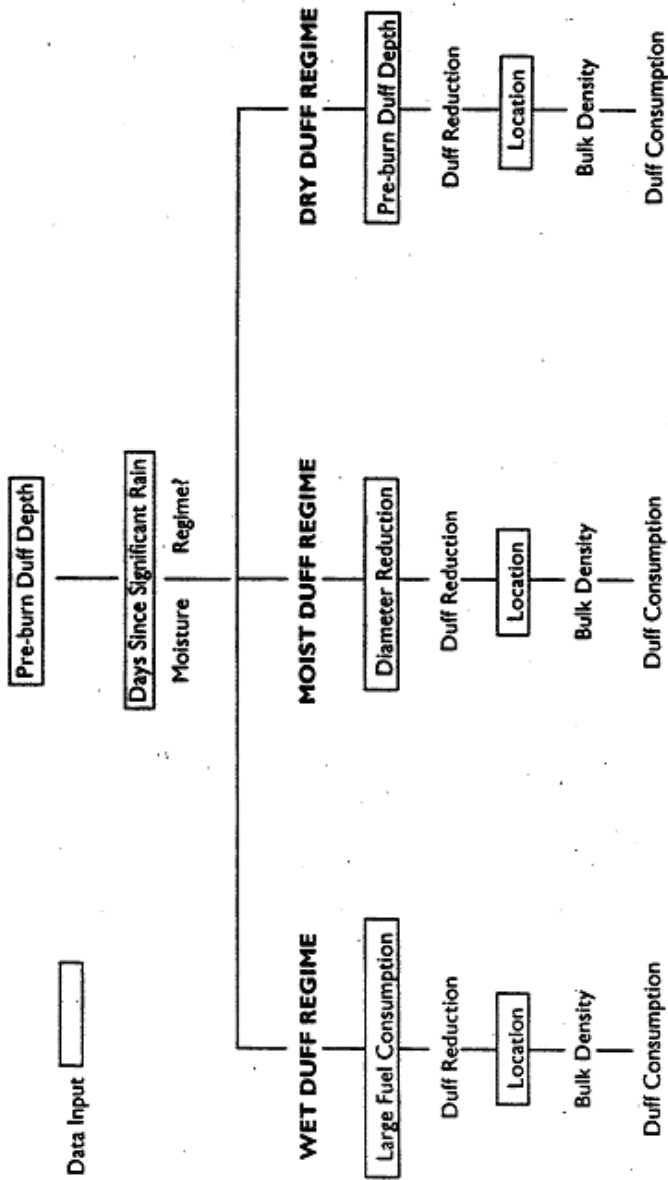 Pre-burn Duff Depth
Data Input
Days Since Significant Rain
Moisture Regime?
WET DUFF REGIME
MOIST DUFF REGIME
DRY DUFF REGIME
Large Fuel Consumption
Diameter Reduction
Pre-burn Duff Depth
Duff Reduction
Duff Reduction
Duff Reduction
Location
Location
Location
Bulk Density
Bulk Density
Bulk Density
Duff Consumption
Duff Consumption
Duff Consumption